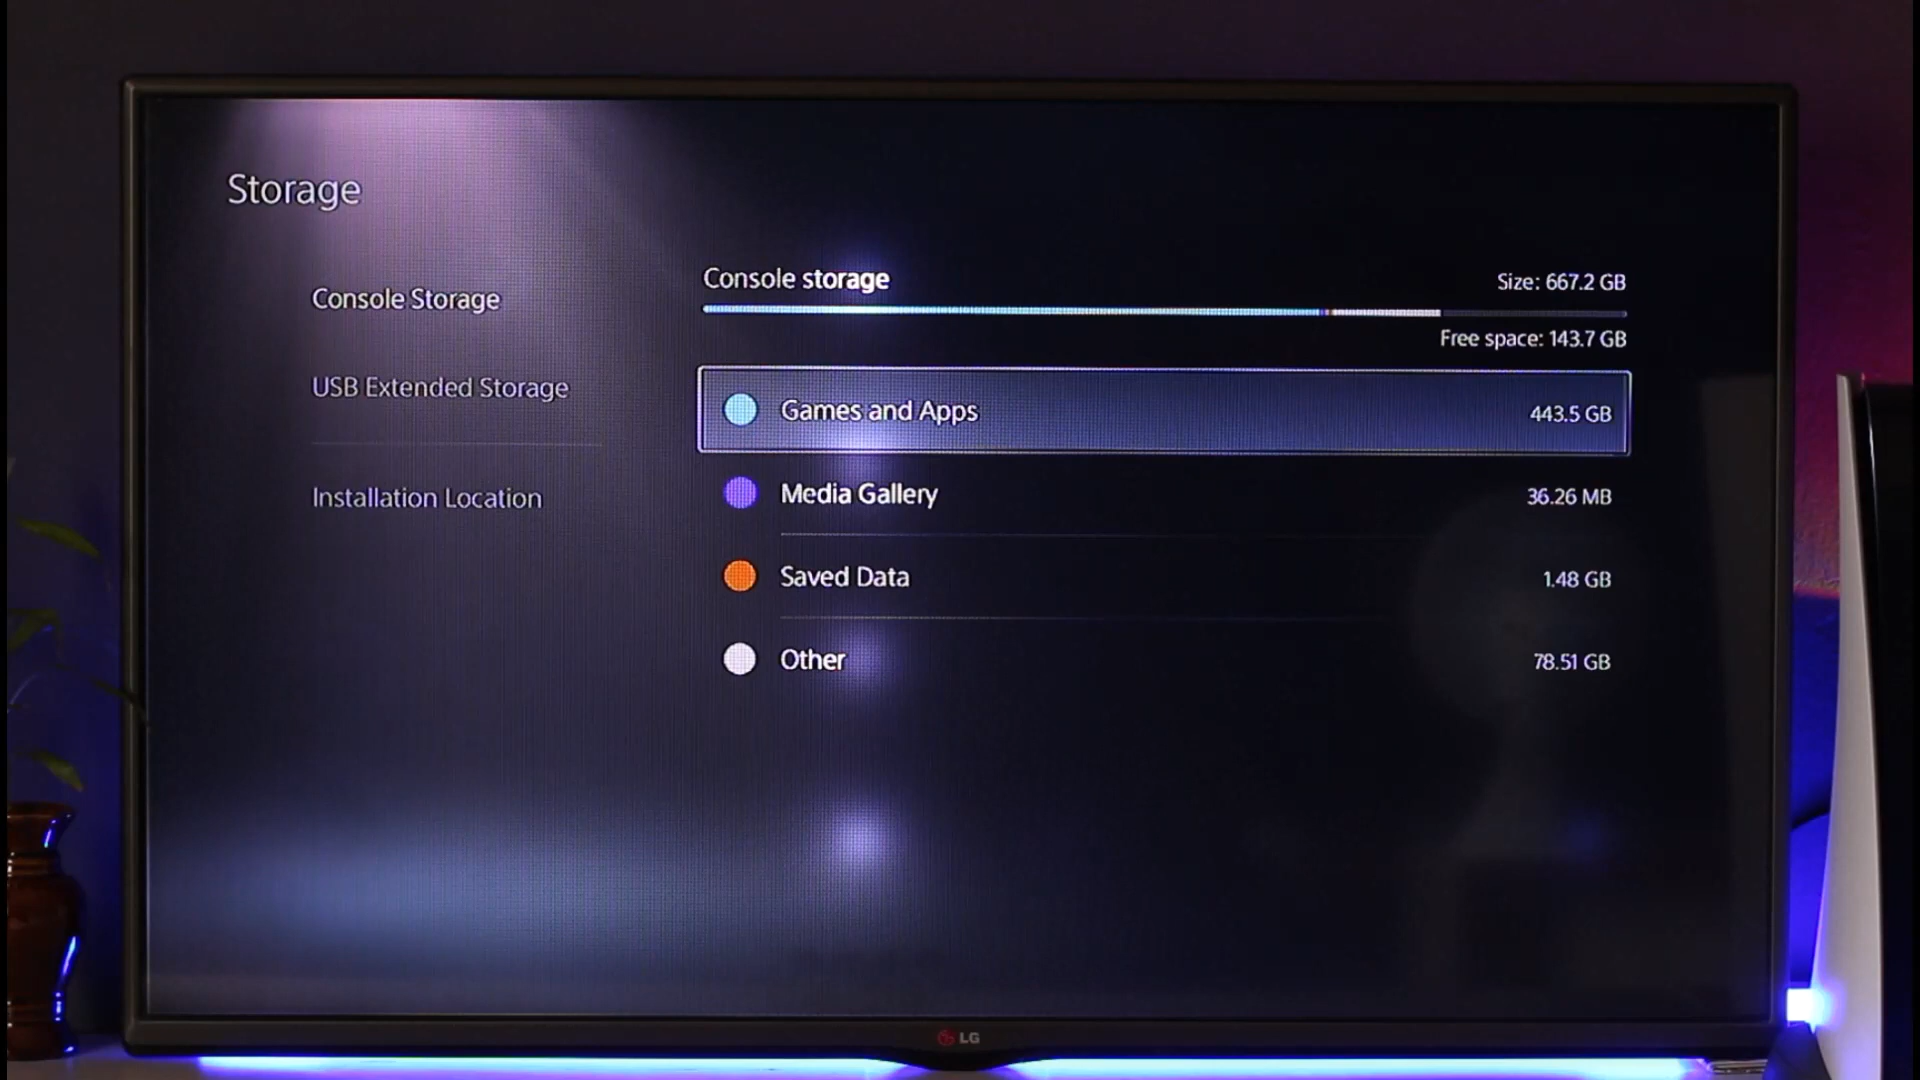 Storage
Console Storage
USB Extended Storage
Installation Location
Console storage
Size: 667.2 GB
Free space: 143.7 GB
Games and Apps 443.5 GB
Media Gallery 36.26 MB
Saved Data 1.48 GB
Other 78.51 GB
LG